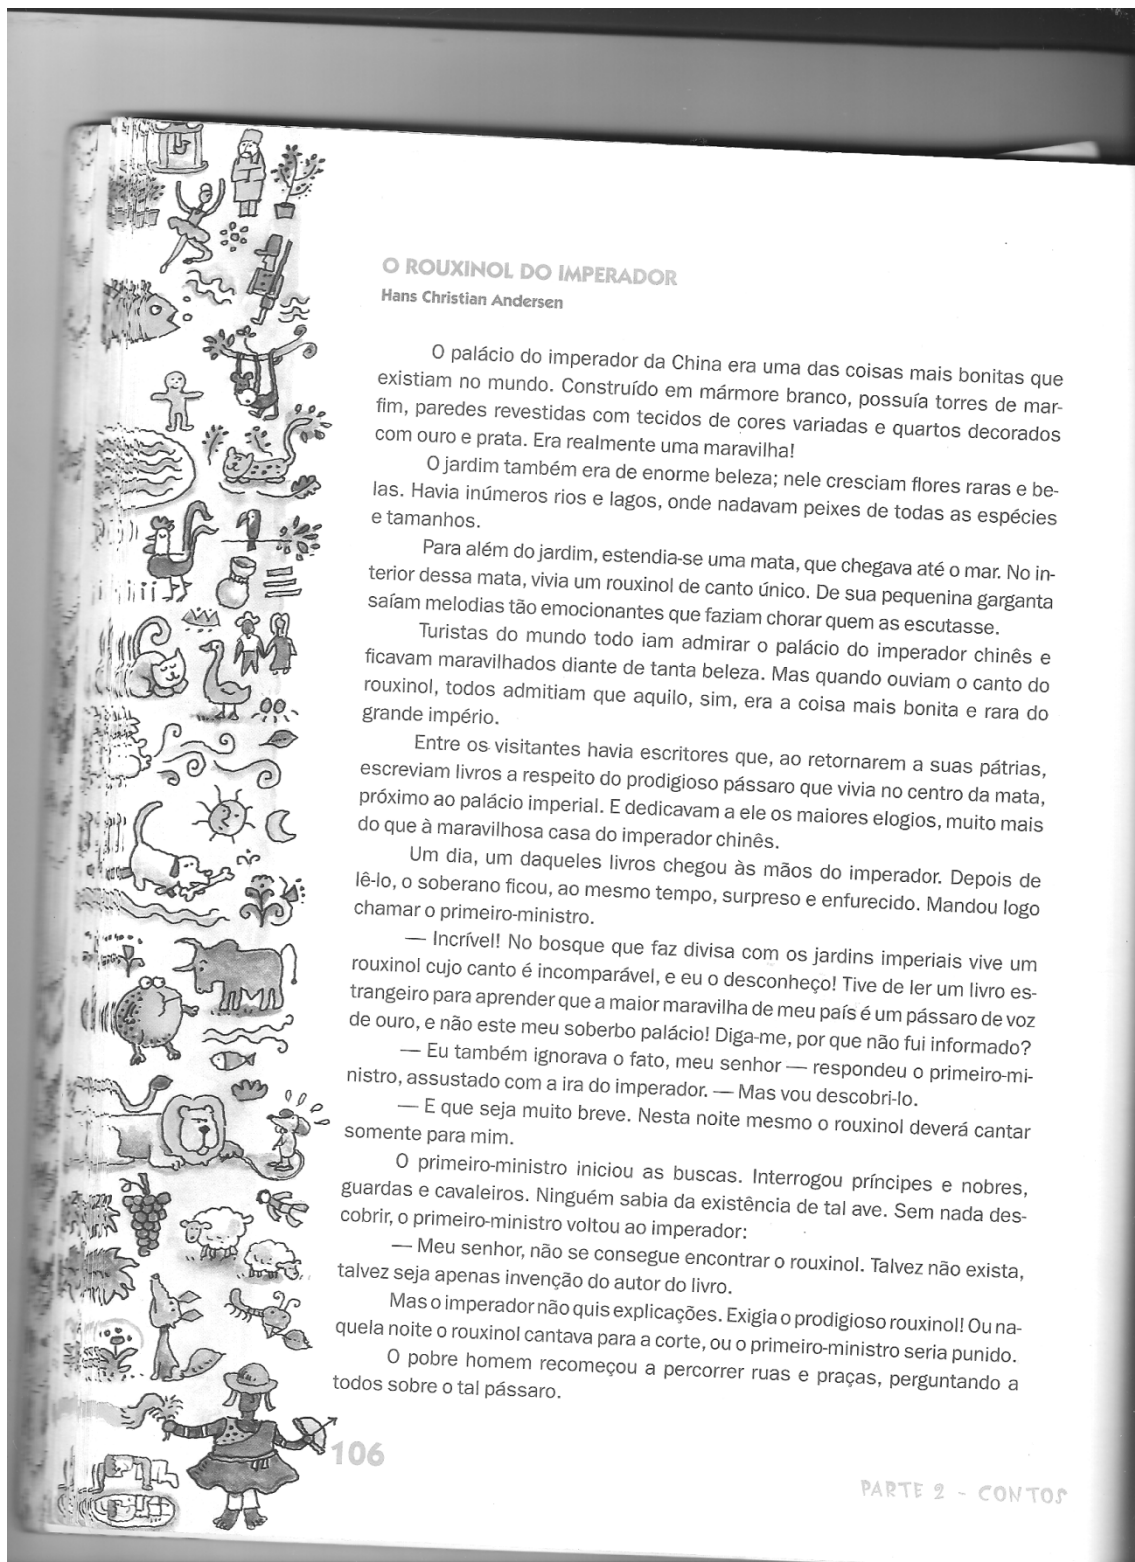 O ROUXINOL DO IMPERADOR
Hans Christian Andersen
O palácio do imperador da China era uma das coisas mais bonitas que
existiam no mundo. Construído em mármore branco, possuía torres de mar-
fim, paredes revestidas com tecidos de cores variadas e quartos decorados
com ouro e prata. Era realmente uma maravilha!
O jardim também era de enorme beleza; nele cresciam flores raras e be-
las. Havia inúmeros rios e lagos, onde nadavam peixes de todas as espécies
e tamanhos.
Para além do jardim, estendia-se uma mata, que chegava até o mar. No in-
terior dessa mata, vivia um rouxinol de canto único. De sua pequenina garganta
saíam melodias tão emocionantes que faziam chorar quem as escutasse.
Turistas do mundo todo iam admirar o palácio do imperador chinês e
ficavam maravilhados diante de tanta beleza. Mas quando ouviam o canto do
rouxinol, todos admitiam que aquilo, sim, era a coisa mais bonita e rara do
grande império.
Entre os visitantes havia escritores que, ao retornarem a suas pátrias,
escreviam livros a respeito do prodigioso pássaro que vivia no centro da mata,
próximo ao palácio imperial. E dedicavam a ele os maiores elogios, muito mais
do que à maravilhosa casa do imperador chinês.
Um dia, um daqueles livros chegou às mãos do imperador. Depois de
lê-lo, o soberano ficou, ao mesmo tempo, surpreso e enfurecido. Mandou logo
chamar o primeiro-ministro.
— Incrível! No bosque que faz divisa com os jardins imperiais vive um
rouxinol cujo canto é incomparável, e eu o desconheço! Tive de ler um livro es-
trangeiro para aprender que a maior maravilha de meu país é um pássaro de voz
de ouro, e não este meu soberbo palácio! Diga-me, por que não fui informado?
— Eu também ignorava o fato, meu senhor — respondeu o primeiro-mi-
nistro, assustado com a ira do imperador. — Mas vou descobri-lo.
— E que seja muito breve. Nesta noite mesmo o rouxinol deverá cantar
somente para mim.
O primeiro-ministro iniciou as buscas. Interrogou príncipes e nobres,
guardas e cavaleiros. Ninguém sabia da existência de tal ave. Sem nada des-
cobrir, o primeiro-ministro voltou ao imperador:
— Meu senhor, não se consegue encontrar o rouxinol. Talvez não exista,
talvez seja apenas invenção do autor do livro.
Mas o imperador não quis explicações. Exigia o prodigioso rouxinol! Ou na-
quela noite o rouxinol cantava para a corte, ou o primeiro-ministro seria punido.
O pobre homem recomeçou a percorrer ruas e praças, perguntando a
todos sobre o tal pássaro.
106
PARTE 2 - CONTOS